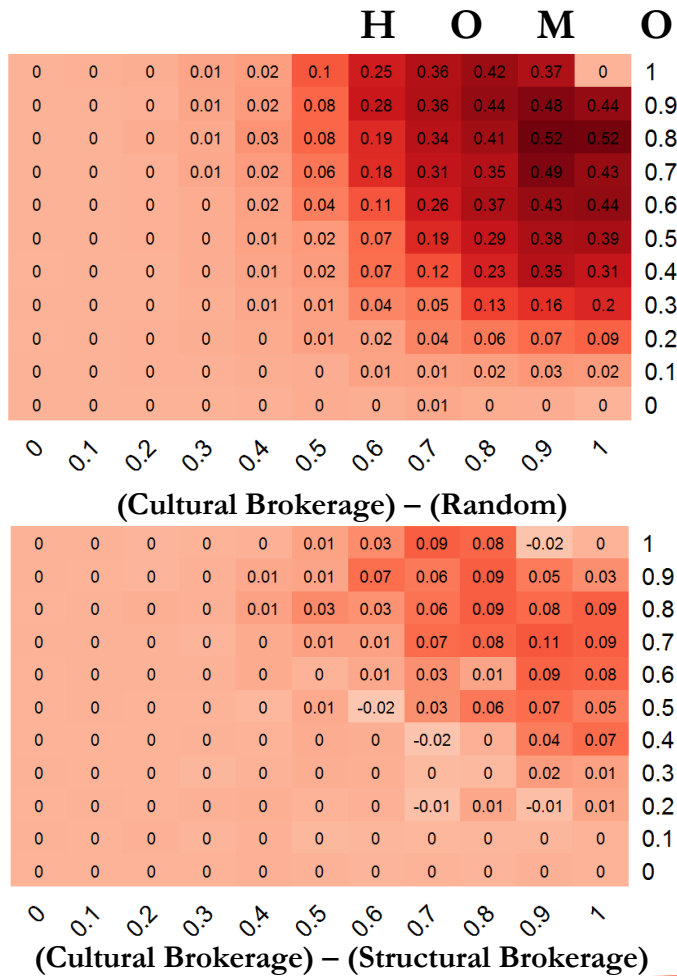 H O M O
0 0 0 0.01 0.02 0.1 0.25 0.36 0.42 0.37 0 1
0 0 0 0.01 0.02 0.08 0.28 0.36 0.44 0.48 0.44 0.9
0 0 0 0.01 0.03 0.08 0.19 0.34 0.41 0.52 0.52 0.8
0 0 0 0.01 0.02 0.06 0.18 0.31 0.35 0.49 0.43 0.7
0 0 0 0 0.02 0.04 0.11 0.26 0.37 0.43 0.44 0.6
0 0 0 0 0.01 0.02 0.07 0.19 0.29 0.38 0.39 0.5
0 0 0 0 0.01 0.02 0.07 0.12 0.23 0.35 0.31 0.4
0 0 0 0 0.01 0.01 0.04 0.05 0.13 0.16 0.2 0.3
0 0 0 0 0 0.01 0.02 0.04 0.06 0.07 0.09 0.2
0 0 0 0 0 0 0.01 0.01 0.02 0.03 0.02 0.1
0 0 0 0 0 0 0 0.01 0 0 0 0
0 0.1 0.2 0.3 0.4 0.5 0.6 0.7 0.8 0.9 1
(Cultural Brokerage) – (Random)
0 0 0 0 0 0.01 0.03 0.09 0.08 -0.02 0 1
0 0 0 0 0.01 0.01 0.07 0.06 0.09 0.05 0.03 0.9
0 0 0 0 0.01 0.03 0.03 0.06 0.09 0.08 0.09 0.8
0 0 0 0 0 0.01 0.01 0.07 0.08 0.11 0.09 0.7
0 0 0 0 0 0 0.01 0.03 0.01 0.09 0.08 0.6
0 0 0 0 0 0.01 -0.02 0.03 0.06 0.07 0.05 0.5
0 0 0 0 0 0 0 -0.02 0 0.04 0.07 0.4
0 0 0 0 0 0 0 0 0 0.02 0.01 0.3
0 0 0 0 0 0 0 -0.01 0.01 -0.01 0.01 0.2
0 0 0 0 0 0 0 0 0 0 0 0.1
0 0 0 0 0 0 0 0 0 0 0 0
0 0.1 0.2 0.3 0.4 0.5 0.6 0.7 0.8 0.9 1
(Cultural Brokerage) – (Structural Brokerage)